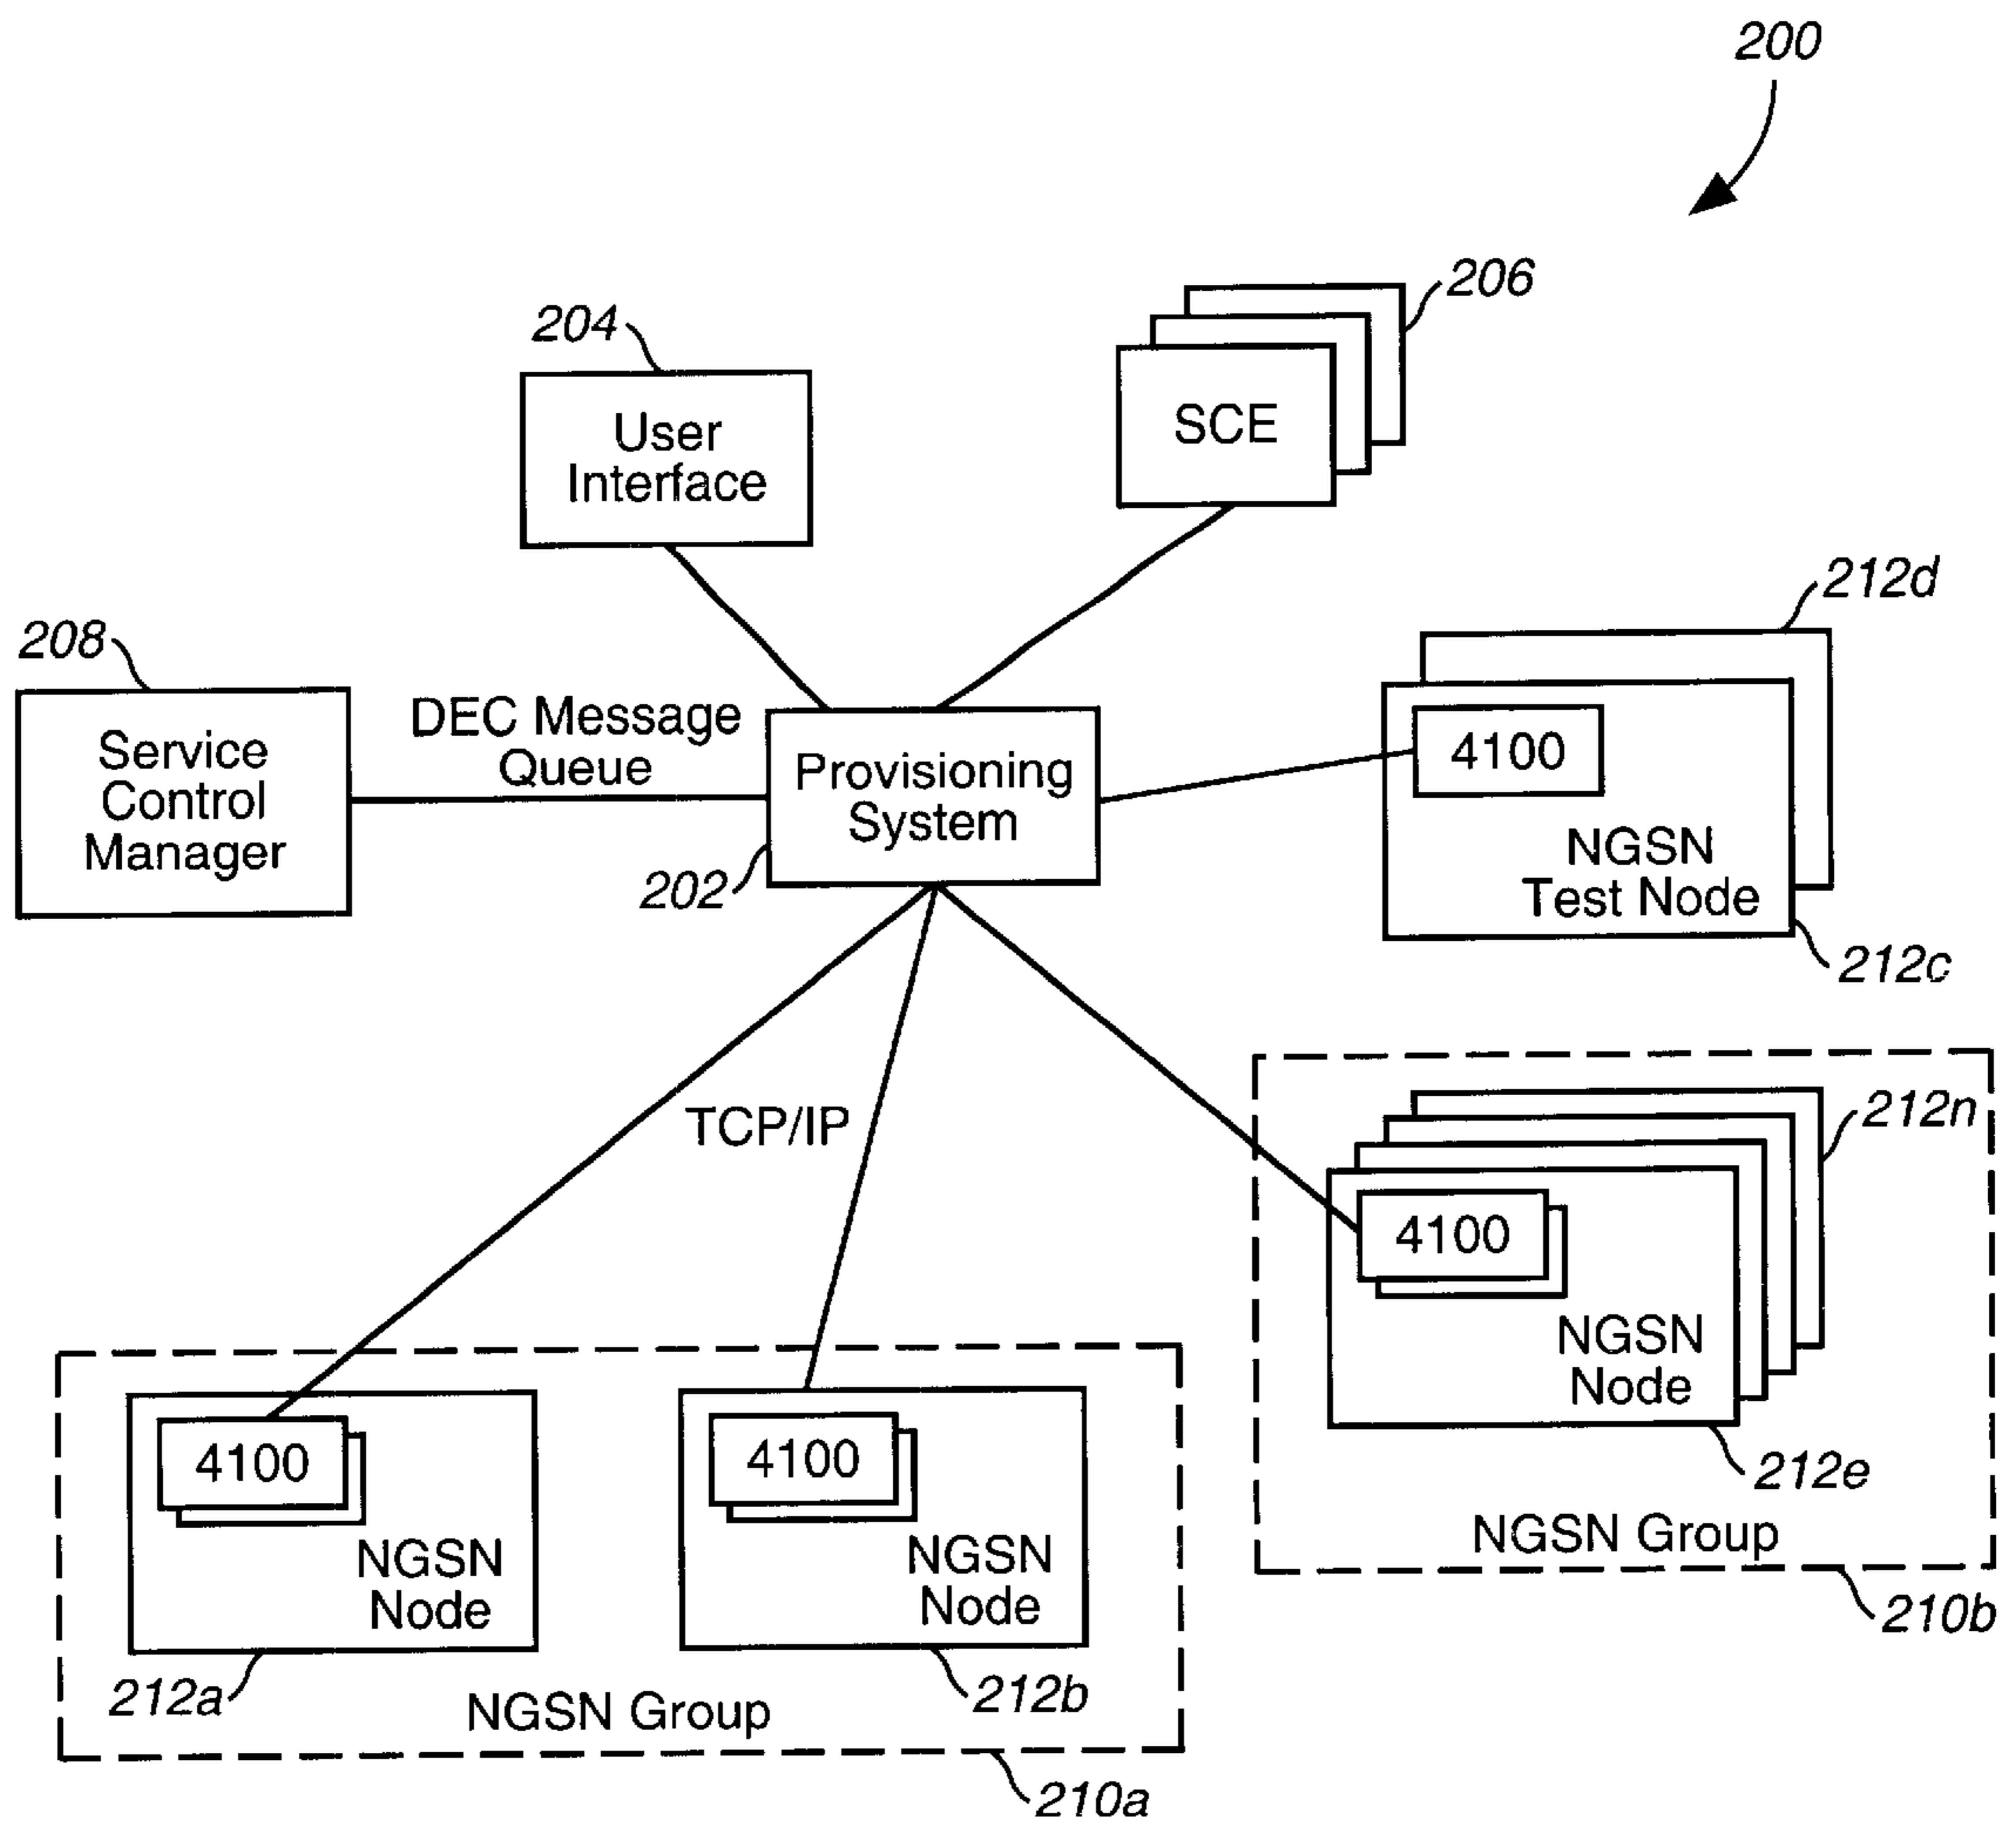 200
206
204
SCE
User
Interface
212d
208
DEC Message
Queue
Service
Control
Manager
Provisioning
System
202
4100
NGSN
Test Node
212c
TCP/IP
212n
4100
NGSN
Node
212e
NGSN Group
210b
4100
NGSN
Node
212a
4100
NGSN
Node
212b
NGSN Group
210a